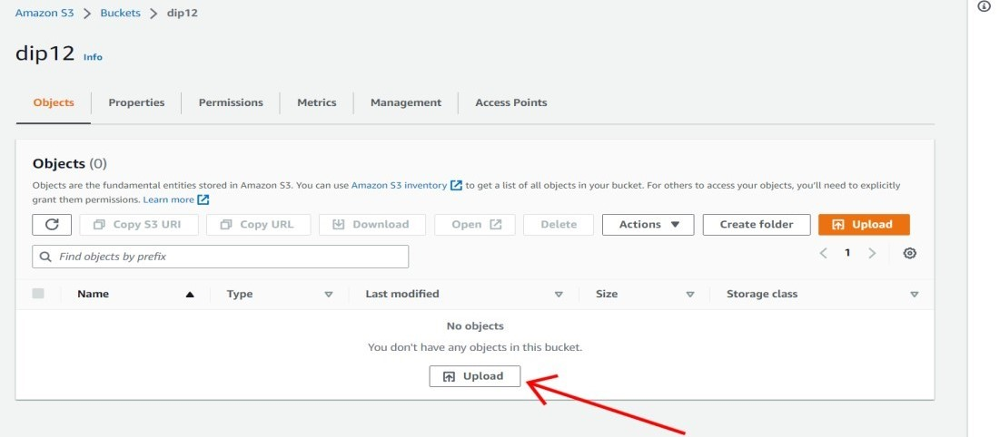 Amazon S3 > Buckets > dip12
dip12 Info
Objects Properties Permissions Metrics Management Access Points
Objects (0)
Objects are the fundamental entities stored in Amazon S3. You can use Amazon S3 inventory to get a list of all objects in your bucket. For others to access your objects, you'll need to explicitly
grant them permissions. Learn more
Copy S3 URI Copy URL Download Open Delete Actions Create folder Upload
Find objects by prefix
< 1 >
Name Type Last modified Size Storage class
No objects
You don't have any objects in this bucket.
Upload